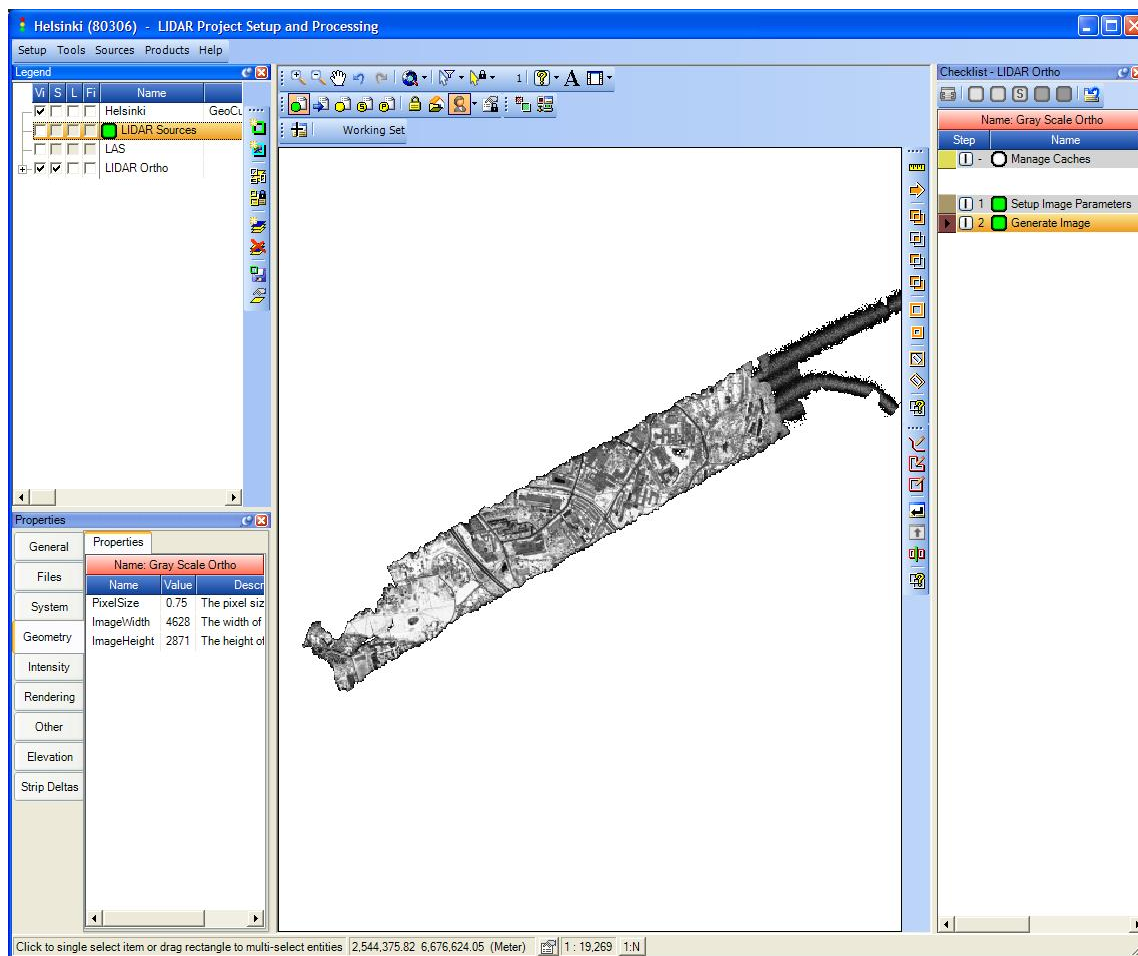 Helsinki (80306) - LIDAR Project Setup and Processing
Setup Tools Sources Products Help
Legend
Vi S L Fi Name
Helsinki
LIDAR Sources
LAS
LIDAR Ortho
1 A
Working Set
Checklist - LIDAR Ortho
S
Name: Gray Scale Ortho
Step Name
I - Manage Caches
I 1 Setup Image Parameters
I 2 Generate Image
Properties
General
Files
System
Geometry
Intensity
Rendering
Other
Elevation
Strip Deltas
Properties
Name: Gray Scale Ortho
Name Value Descr
PixelSize 0.75 The pixel siz
ImageWidth 4628 The width of
ImageHeight 2871 The height of
Click to single select item or drag rectangle to multi-select entities 2,544,375.82 6,676,624.05 (Meter) 1 : 19,269 1:N